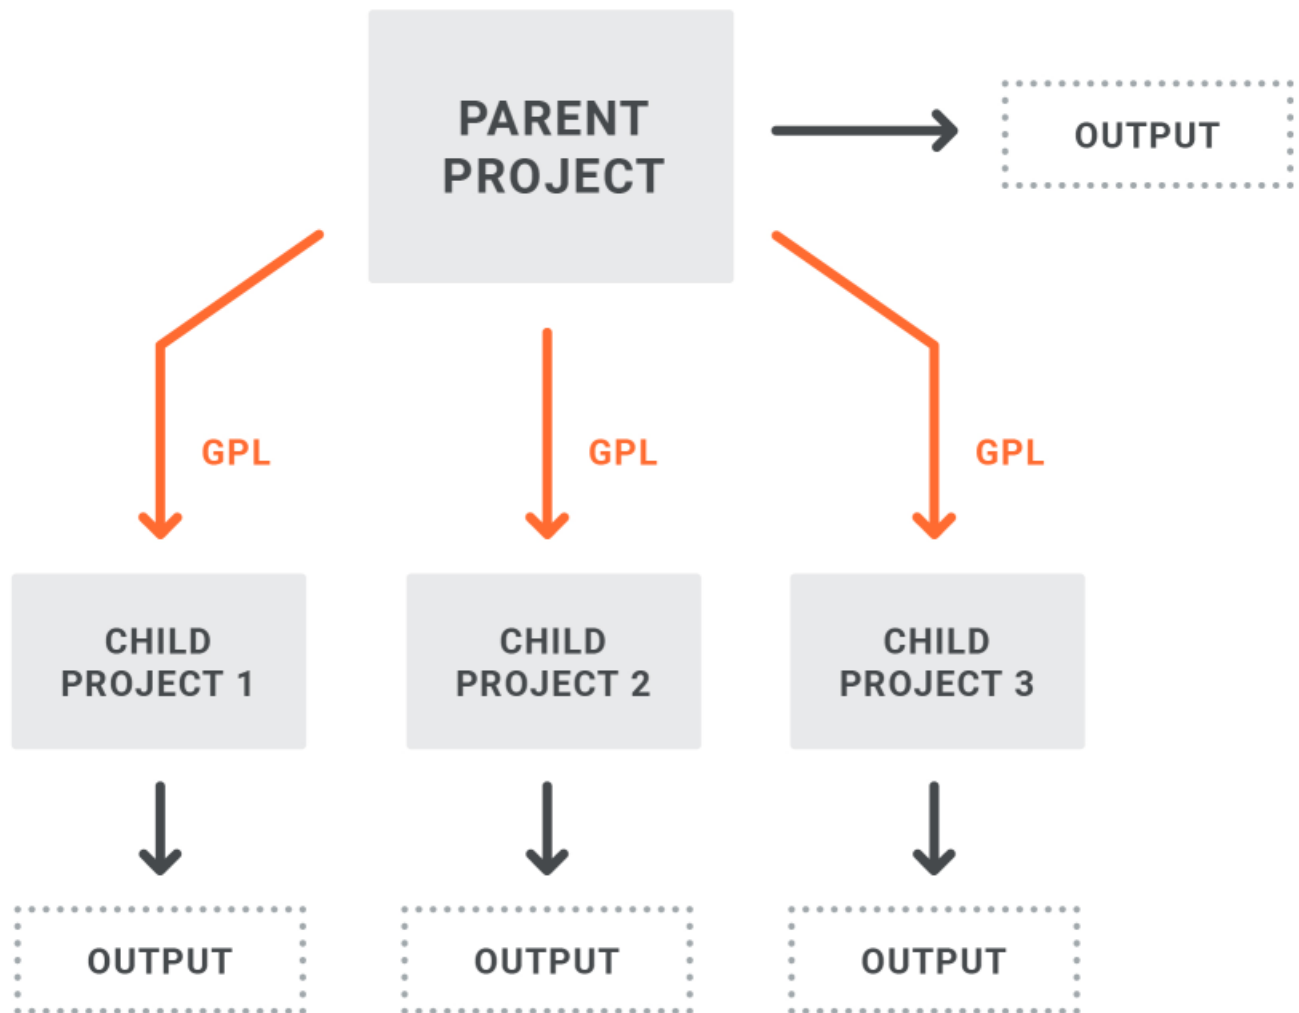 PARENT
PROJECT
OUTPUT
GPL
GPL
GPL
CHILD
PROJECT 1
CHILD
PROJECT 2
CHILD
PROJECT 3
OUTPUT
OUTPUT
OUTPUT